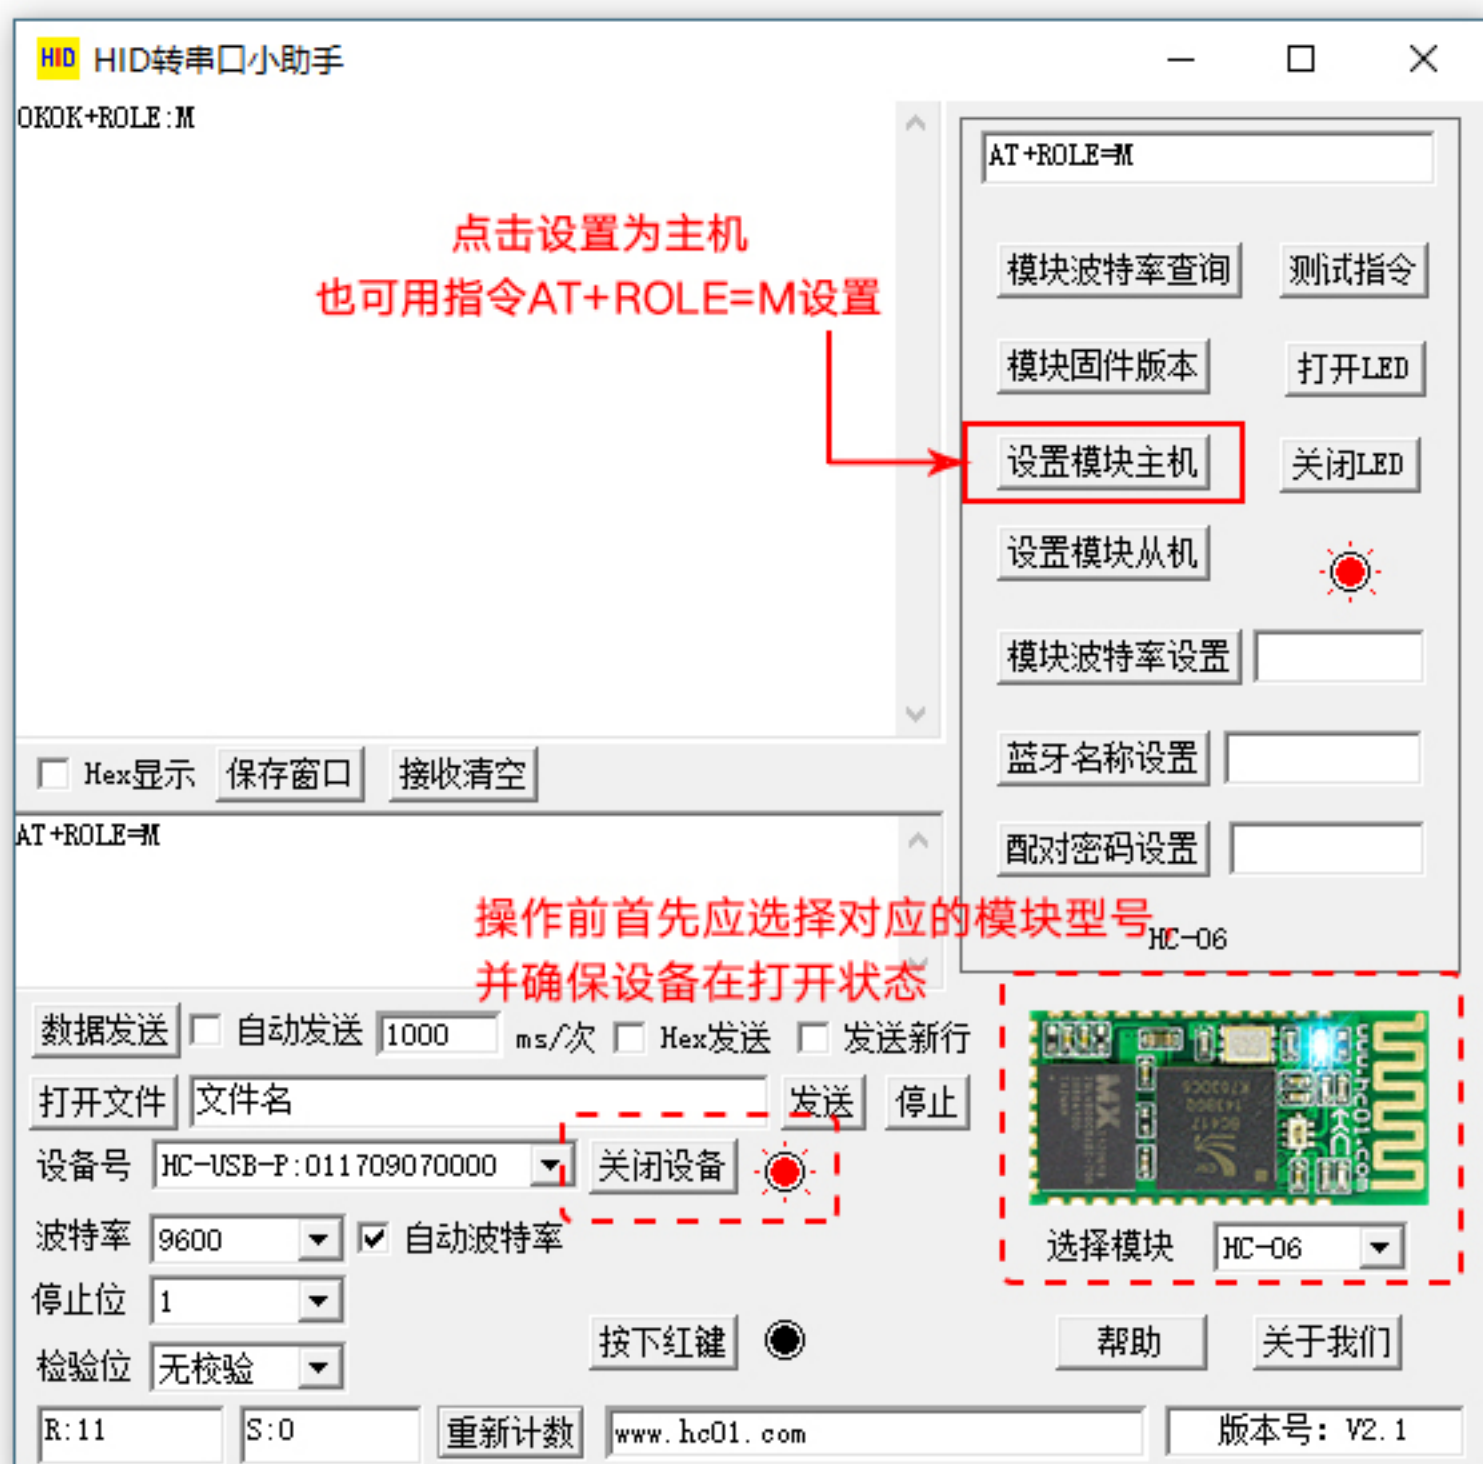 HID HID转串口小助手
OKOK+ROLE:M
AT+ROLE=M
点击设置为主机
也可用指令AT+ROLE=M设置
模块波特率查询 测试指令
模块固件版本 打开LED
设置模块主机 关闭LED
设置模块从机
模块波特率设置
蓝牙名称设置
配对密码设置
HC-06
Hex显示 保存窗口 接收清空
AT+ROLE=M
操作前首先应选择对应的模块型号,
并确保设备在打开状态
数据发送 自动发送 1000 ms/次 Hex发送 发送新行
打开文件 文件名 发送 停止
设备号 HC-USB-P:011709070000 关闭设备
波特率 9600 自动波特率
停止位 1
检验位 无校验
按下红键
www.hc01.com
MX
BC417
选择模块 HC-06
帮助 关于我们
R:11 S:0 重新计数 www.hc01.com 版本号: V2.1